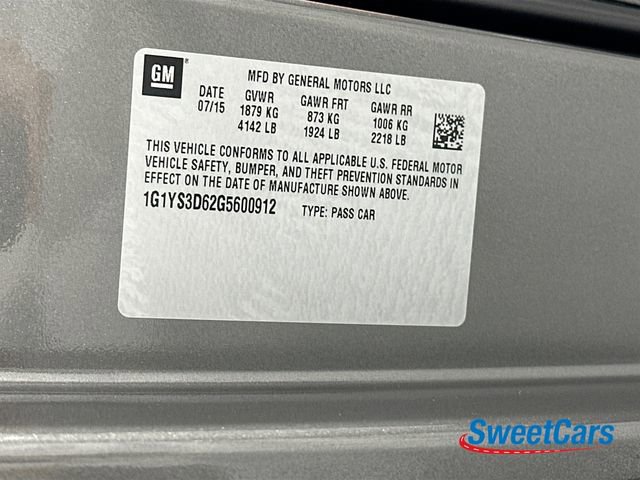 GM
MFD BY GENERAL MOTORS LLC
DATE GVWR GAWR FRT GAWR RR
07/15 1879 KG 873 KG 1006 KG
4142 LB 1924 LB 2218 LB
THIS VEHICLE CONFORMS TO ALL APPLICABLE U.S. FEDERAL MOTOR
VEHICLE SAFETY, BUMPER, AND THEFT PREVENTION STANDARDS IN
EFFECT ON THE DATE OF MANUFACTURE SHOWN ABOVE.
1G1YS3D62G5600912 TYPE: PASS CAR
SweetCars